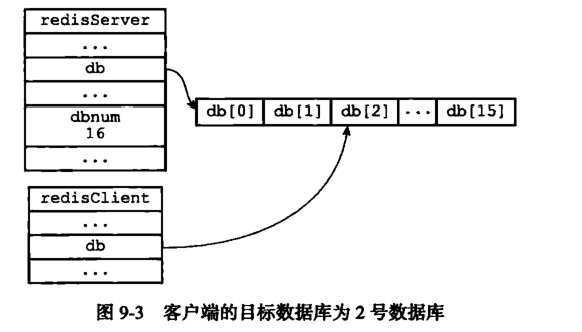 redisServer
...
db
...
dbnum
16
...
db[0] db[1] db[2] ... db[15]
redisClient
...
db
...
图 9-3 客户端的目标数据库为 2 号数据库